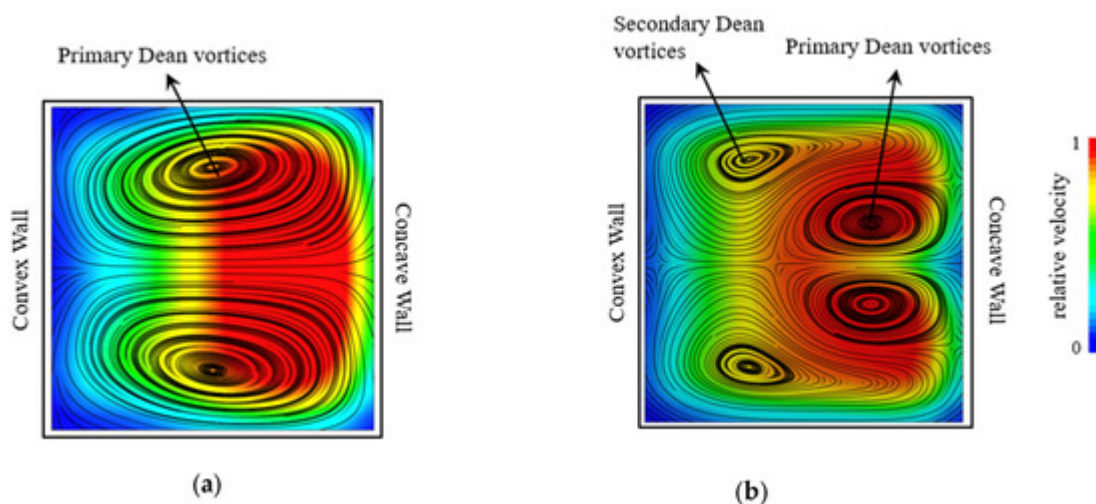 Primary Dean vortices
Convex Wall
Concave Wall
(a)
Secondary Dean
vortices
Primary Dean vortices
Convex Wall
Concave Wall
(b)
1
relative velocity
0